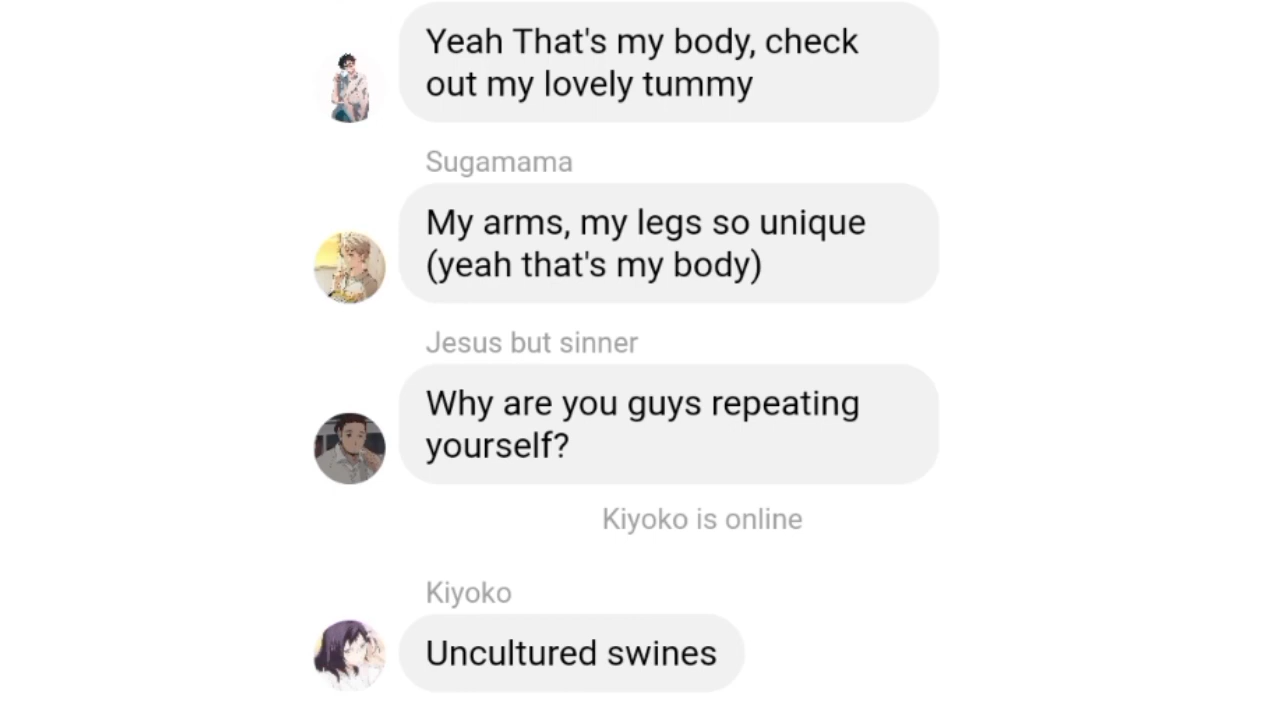 Yeah That's my body, check
out my lovely tummy
Sugamama
My arms, my legs so unique
(yeah that's my body)
Jesus but sinner
Why are you guys repeating
yourself?
Kiyoko is online
Kiyoko
Uncultured swines